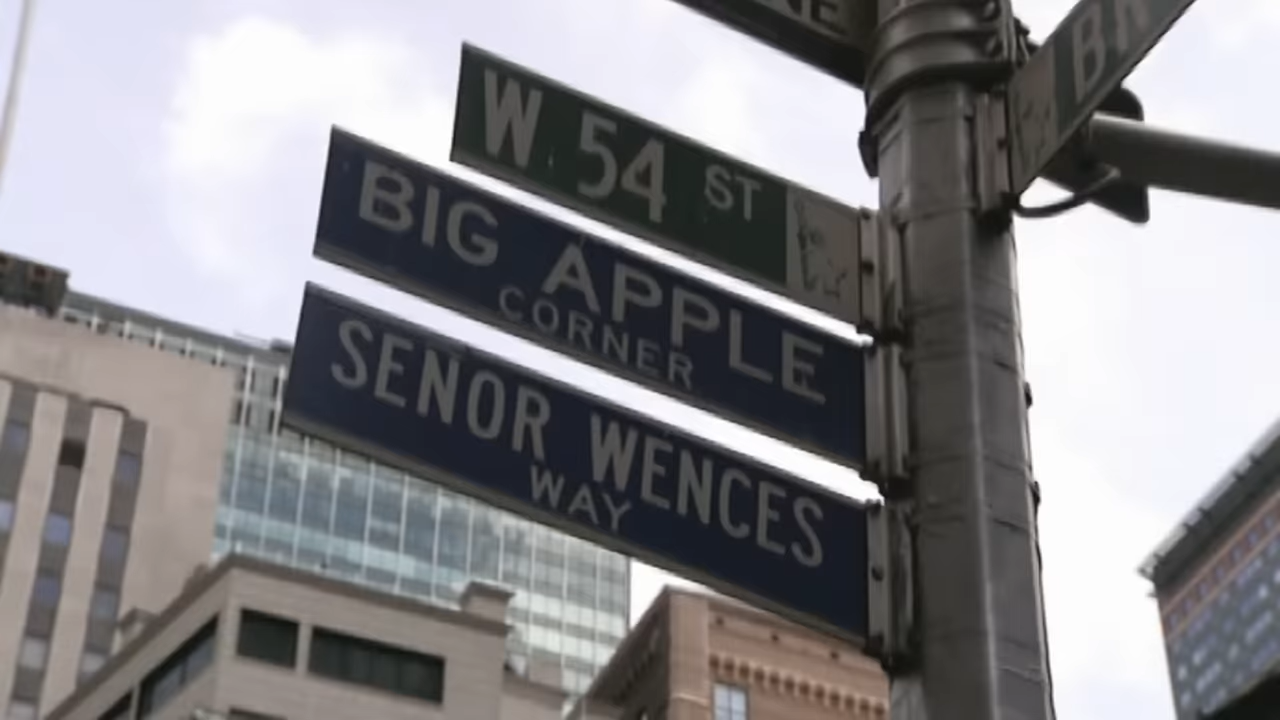 W 54 ST
BIG APPLE
CORNER
SENOR WENCES
WAY